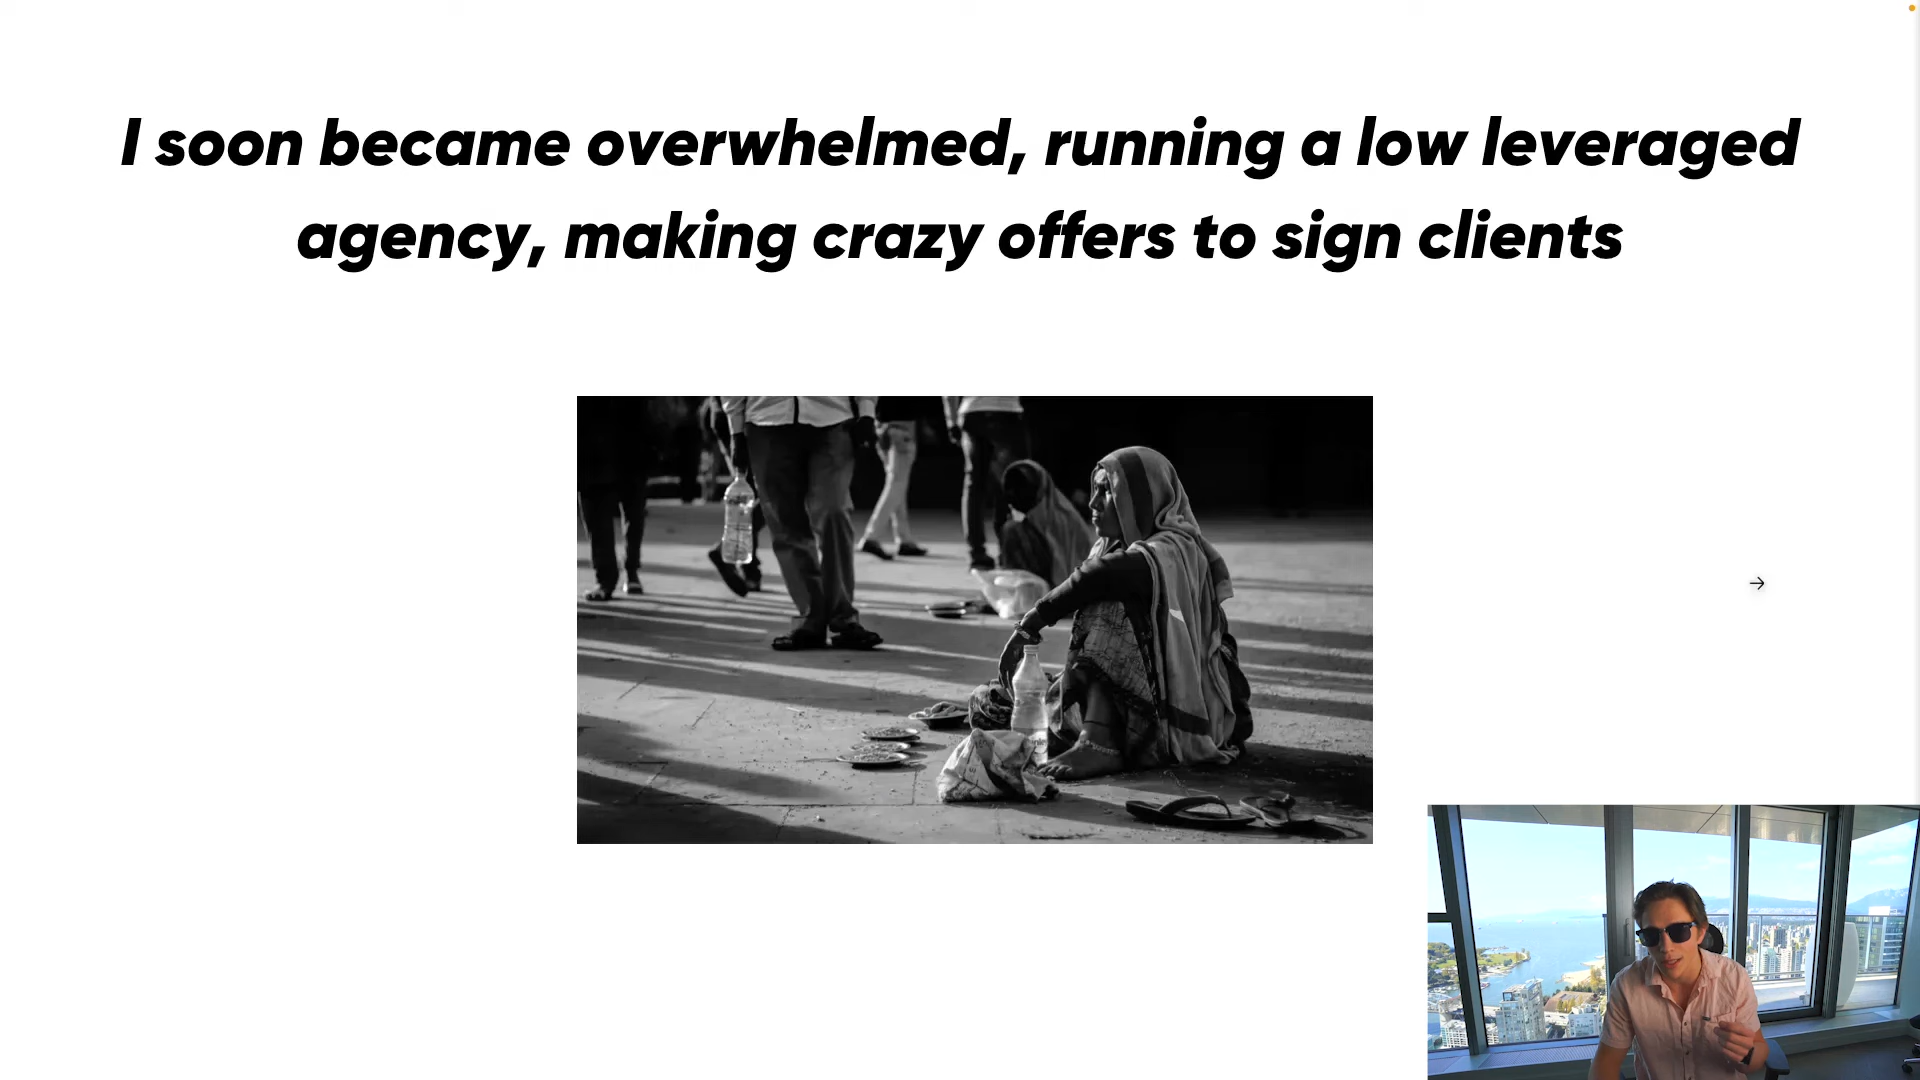 I soon became overwhelmed, running a low leveraged
agency, making crazy offers to sign clients